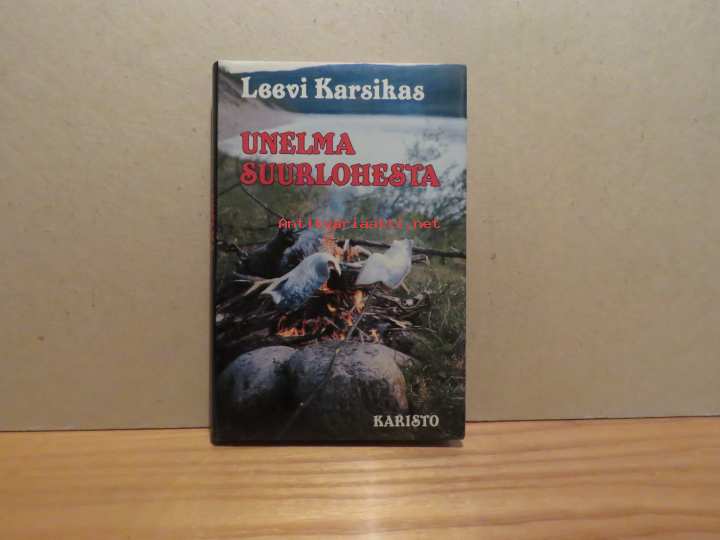 Leevi Karsikas
UNELMA
SUURLOHESTA
Antikvariaatti.net
KARISTO